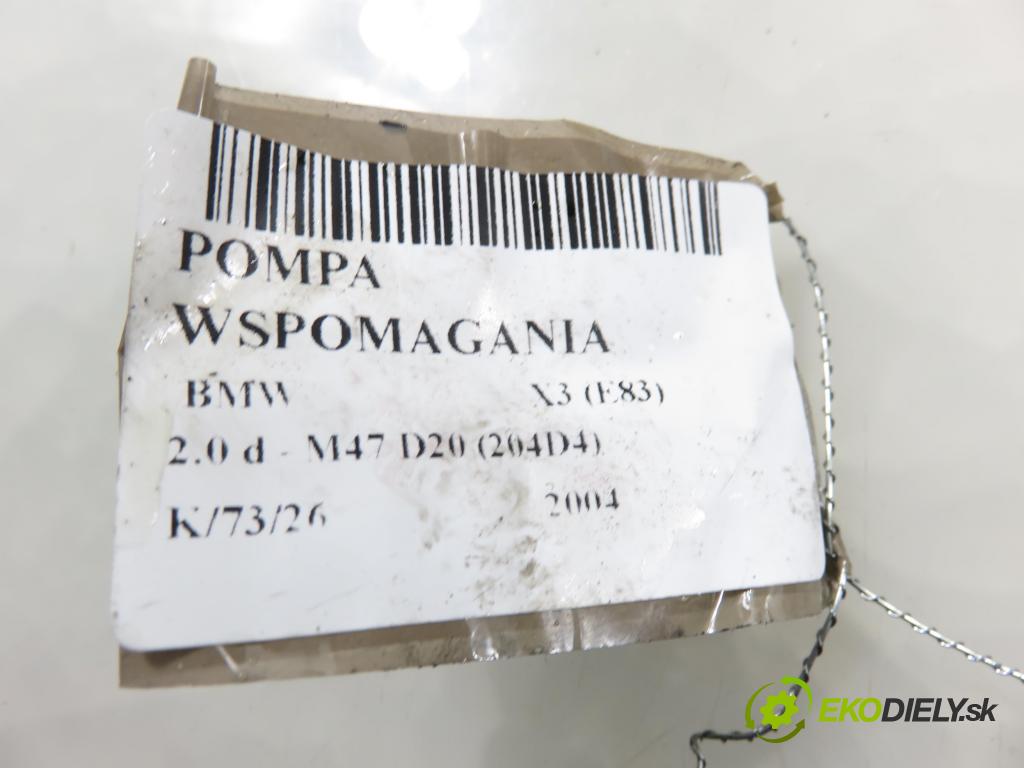 POMPA
WSPOMAGANIA
BMW X3 (E83)
2.0 d - M47 D20 (204D4)
K/73/26 2004
EKODIELY.sk